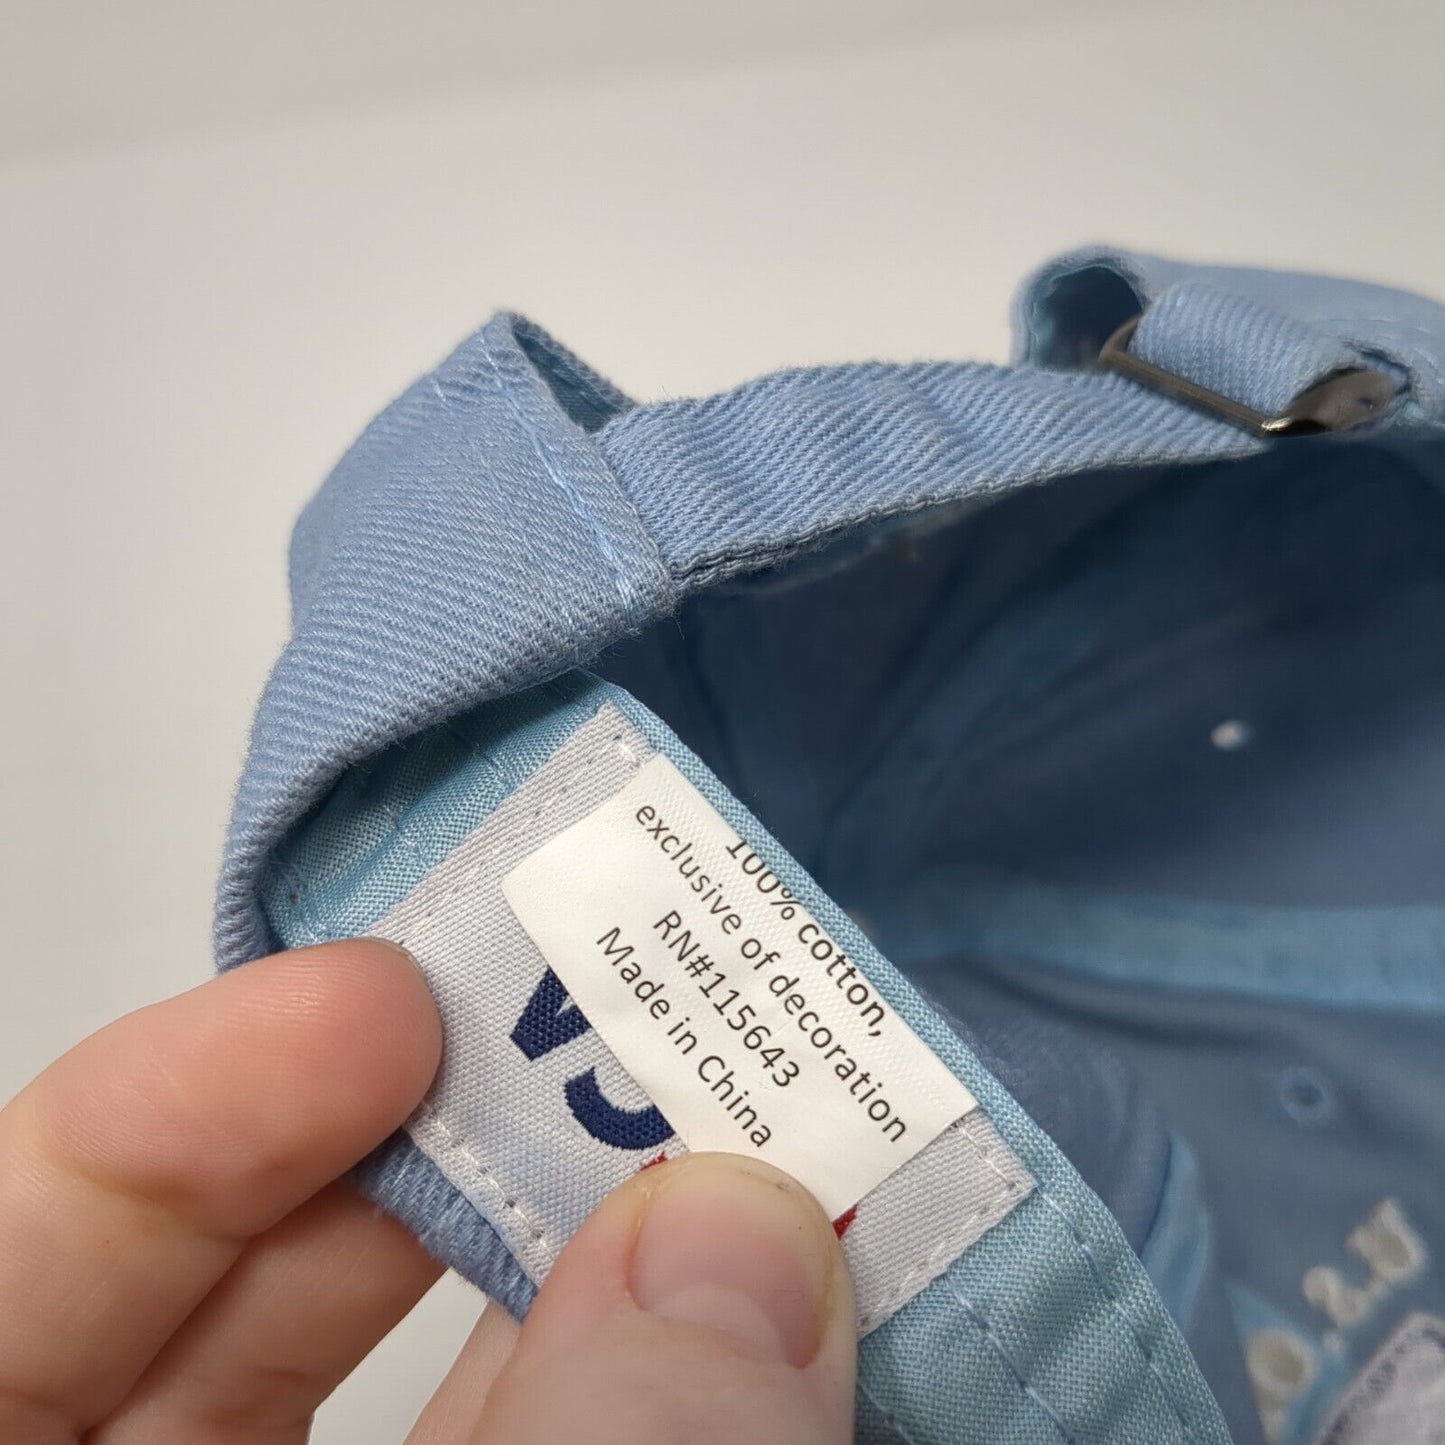 100% cotton,
exclusive of decoration
RN#115643
Made in China